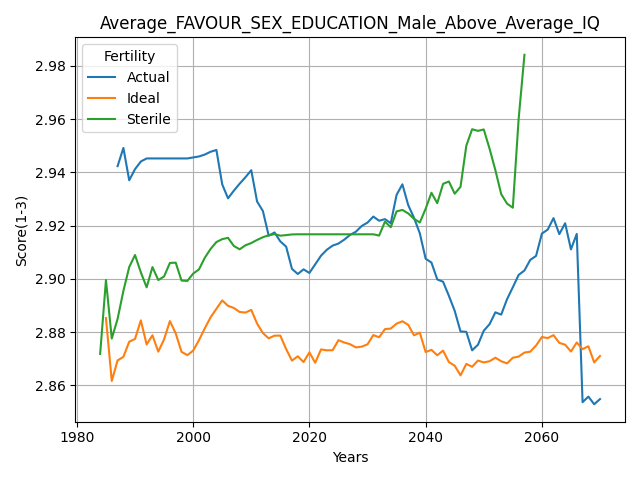 Average_FAVOUR_SEX_EDUCATION_Male_Above_Average_IQ
Fertility
Actual
Ideal
Sterile
Score(1-3)
2.98
2.96
2.94
2.92
2.90
2.88
2.86
1980
2000
2020
2040
2060
Years